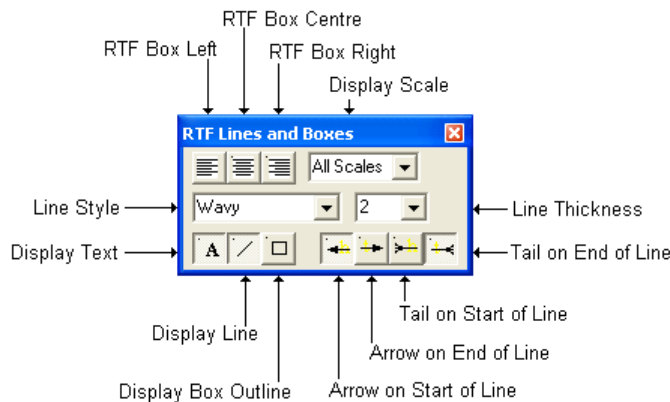 RTF Box Centre
RTF Box Left
RTF Box Right
Display Scale
RTF Lines and Boxes
All Scales
Line Style
Wavy
2
Line Thickness
Display Text
A
Tail on End of Line
Tail on Start of Line
Display Line
Arrow on End of Line
Display Box Outline
Arrow on Start of Line